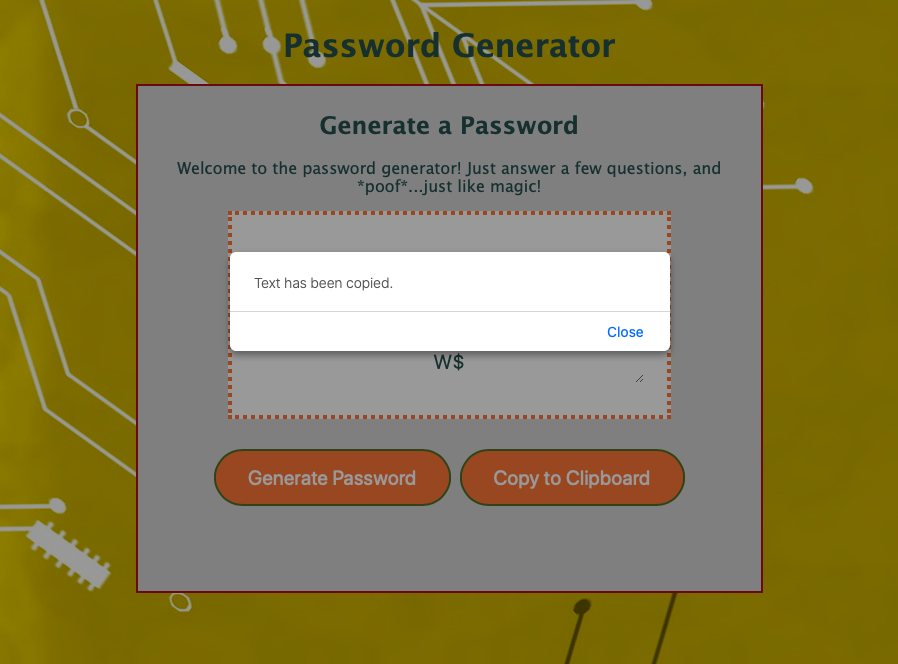 Password Generator
Generate a Password
Welcome to the password generator! Just answer a few questions, and
*poof*...just like magic!
Text has been copied.
Close
W$
Generate Password
Copy to Clipboard